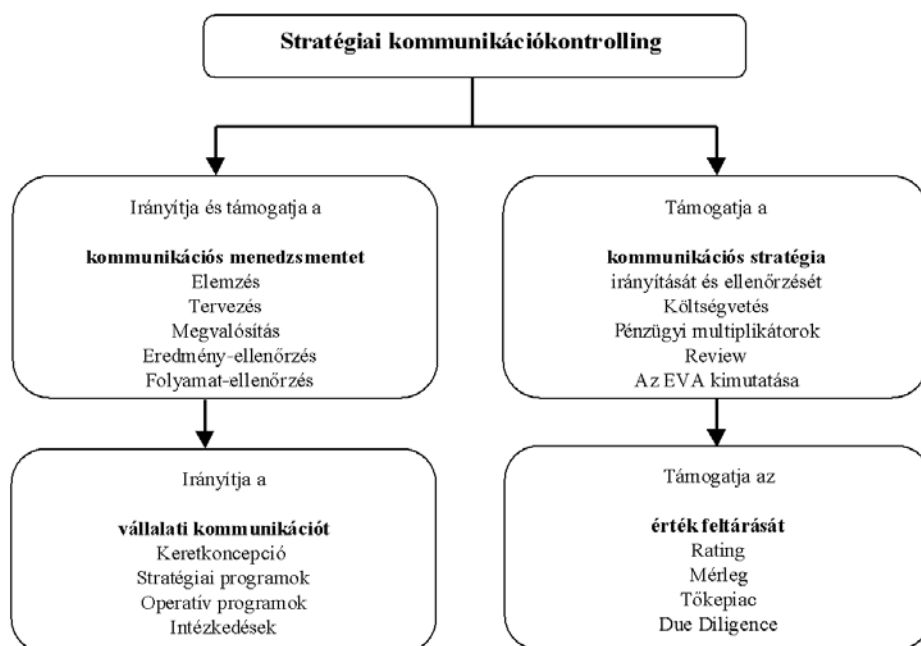 Stratégiai kommunikációkontrolling
Irányítja és támogatja a
kommunikációs menedzsmentet
Elemzés
Tervezés
Megvalósítás
Eredmény-ellenőrzés
Folyamat-ellenőrzés
Támogatja a
kommunikációs stratégia
irányítását és ellenőrzését
Költségvetés
Pénzügyi multiplikátorok
Review
Az EVA kimutatása
Irányítja a
vállalati kommunikációt
Keretkoncepció
Stratégiai programok
Operatív programok
Intézkedések
Támogatja az
érték feltárását
Rating
Mérleg
Tőkepiac
Due Diligence